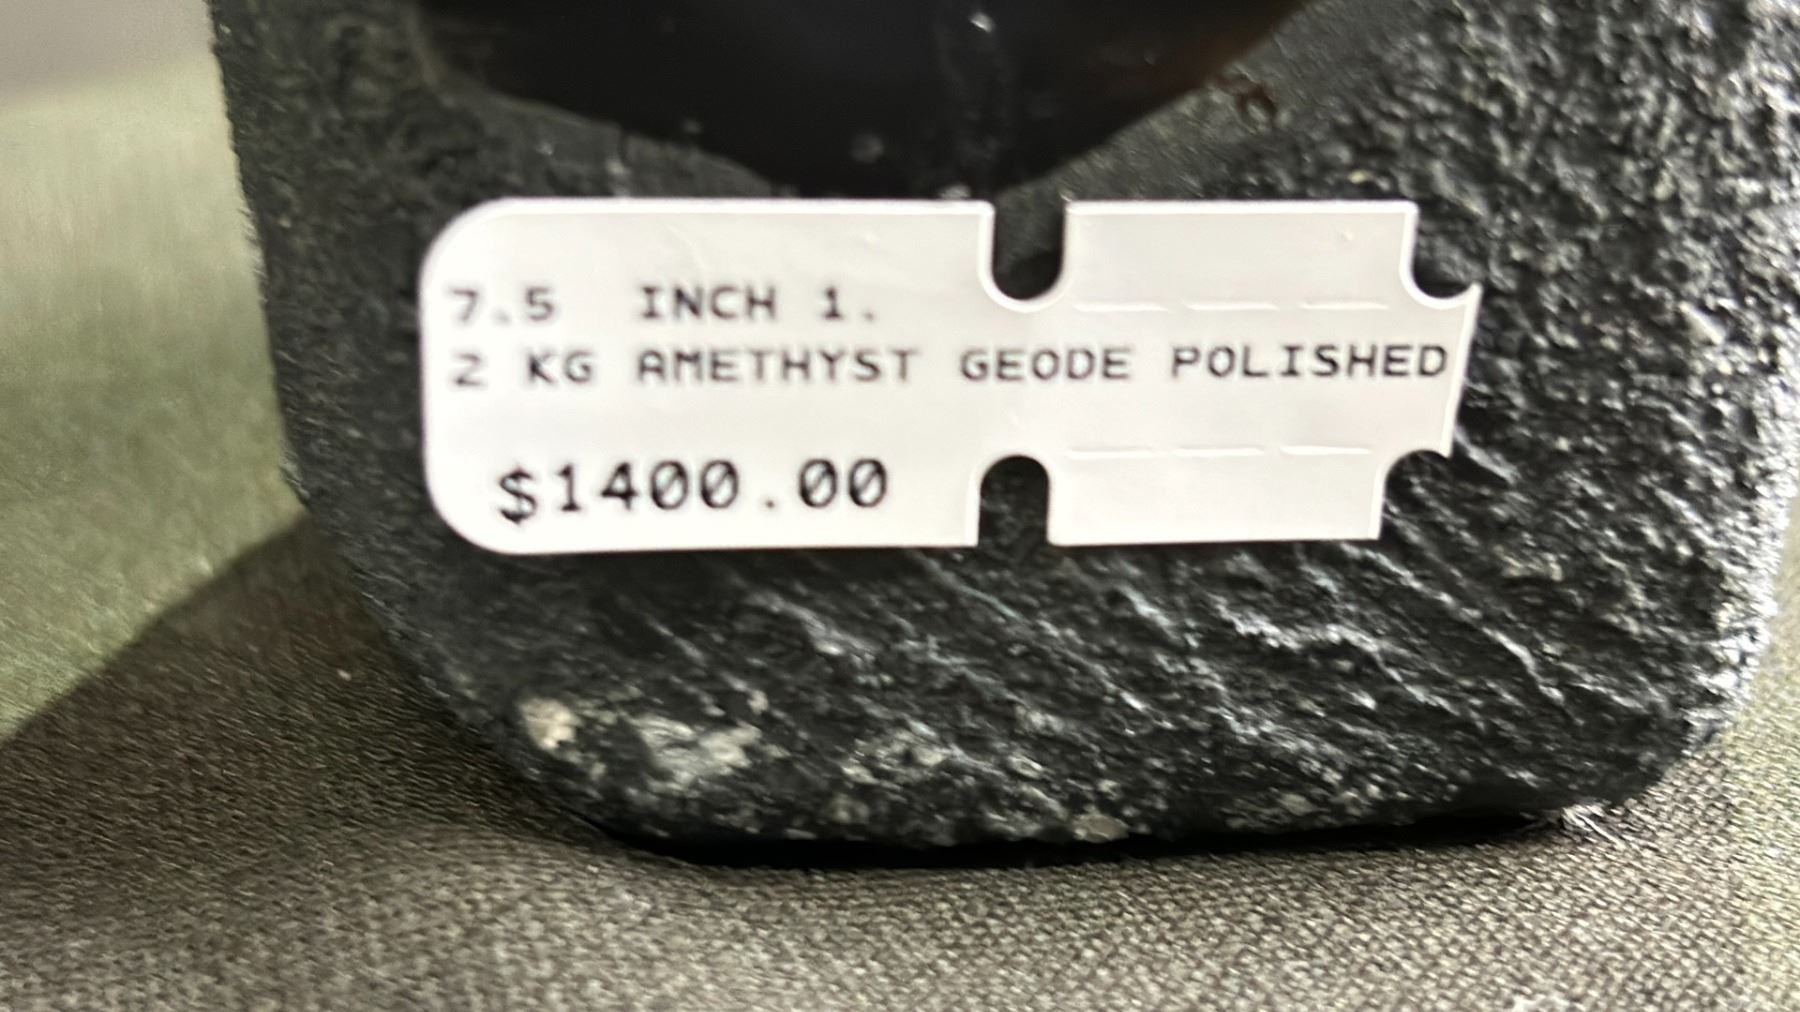 7.5 INCH 1.
2 KG AMETHYST GEODE POLISHED
$1400.00